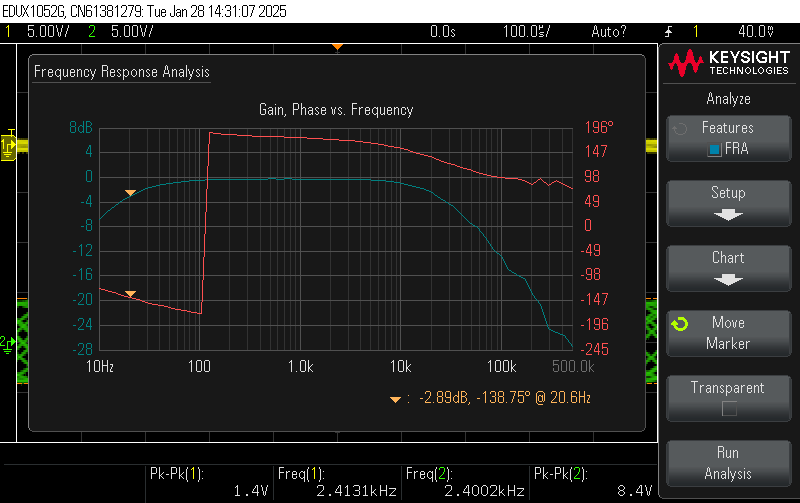 EDUX1052G, CN61381279: Tue Jan 28 14:31:07 2025
1 5.00V/ 2 5.00V/ 0.0s 100.0s/ Auto? 1 40.0V
KEYSIGHT
TECHNOLOGIES
Frequency Response Analysis
Analyze
Gain, Phase vs. Frequency
Features
FRA
8dB 196°
4 147
0 98
-4 49
-8 0
-12 -49
-16 -98
-20 -147
-24 -196
-28 -245
10Hz 100 1.0k 10k 100k 500.0k
: -2.89dB, -138.75° @ 20.6Hz
Setup
Chart
Move
Marker
Transparent
Run
Analysis
T
1
2
Pk-Pk(1): Freq(1): Freq(2): Pk-Pk(2):
1.4V 2.4131kHz 2.4002kHz 8.4V